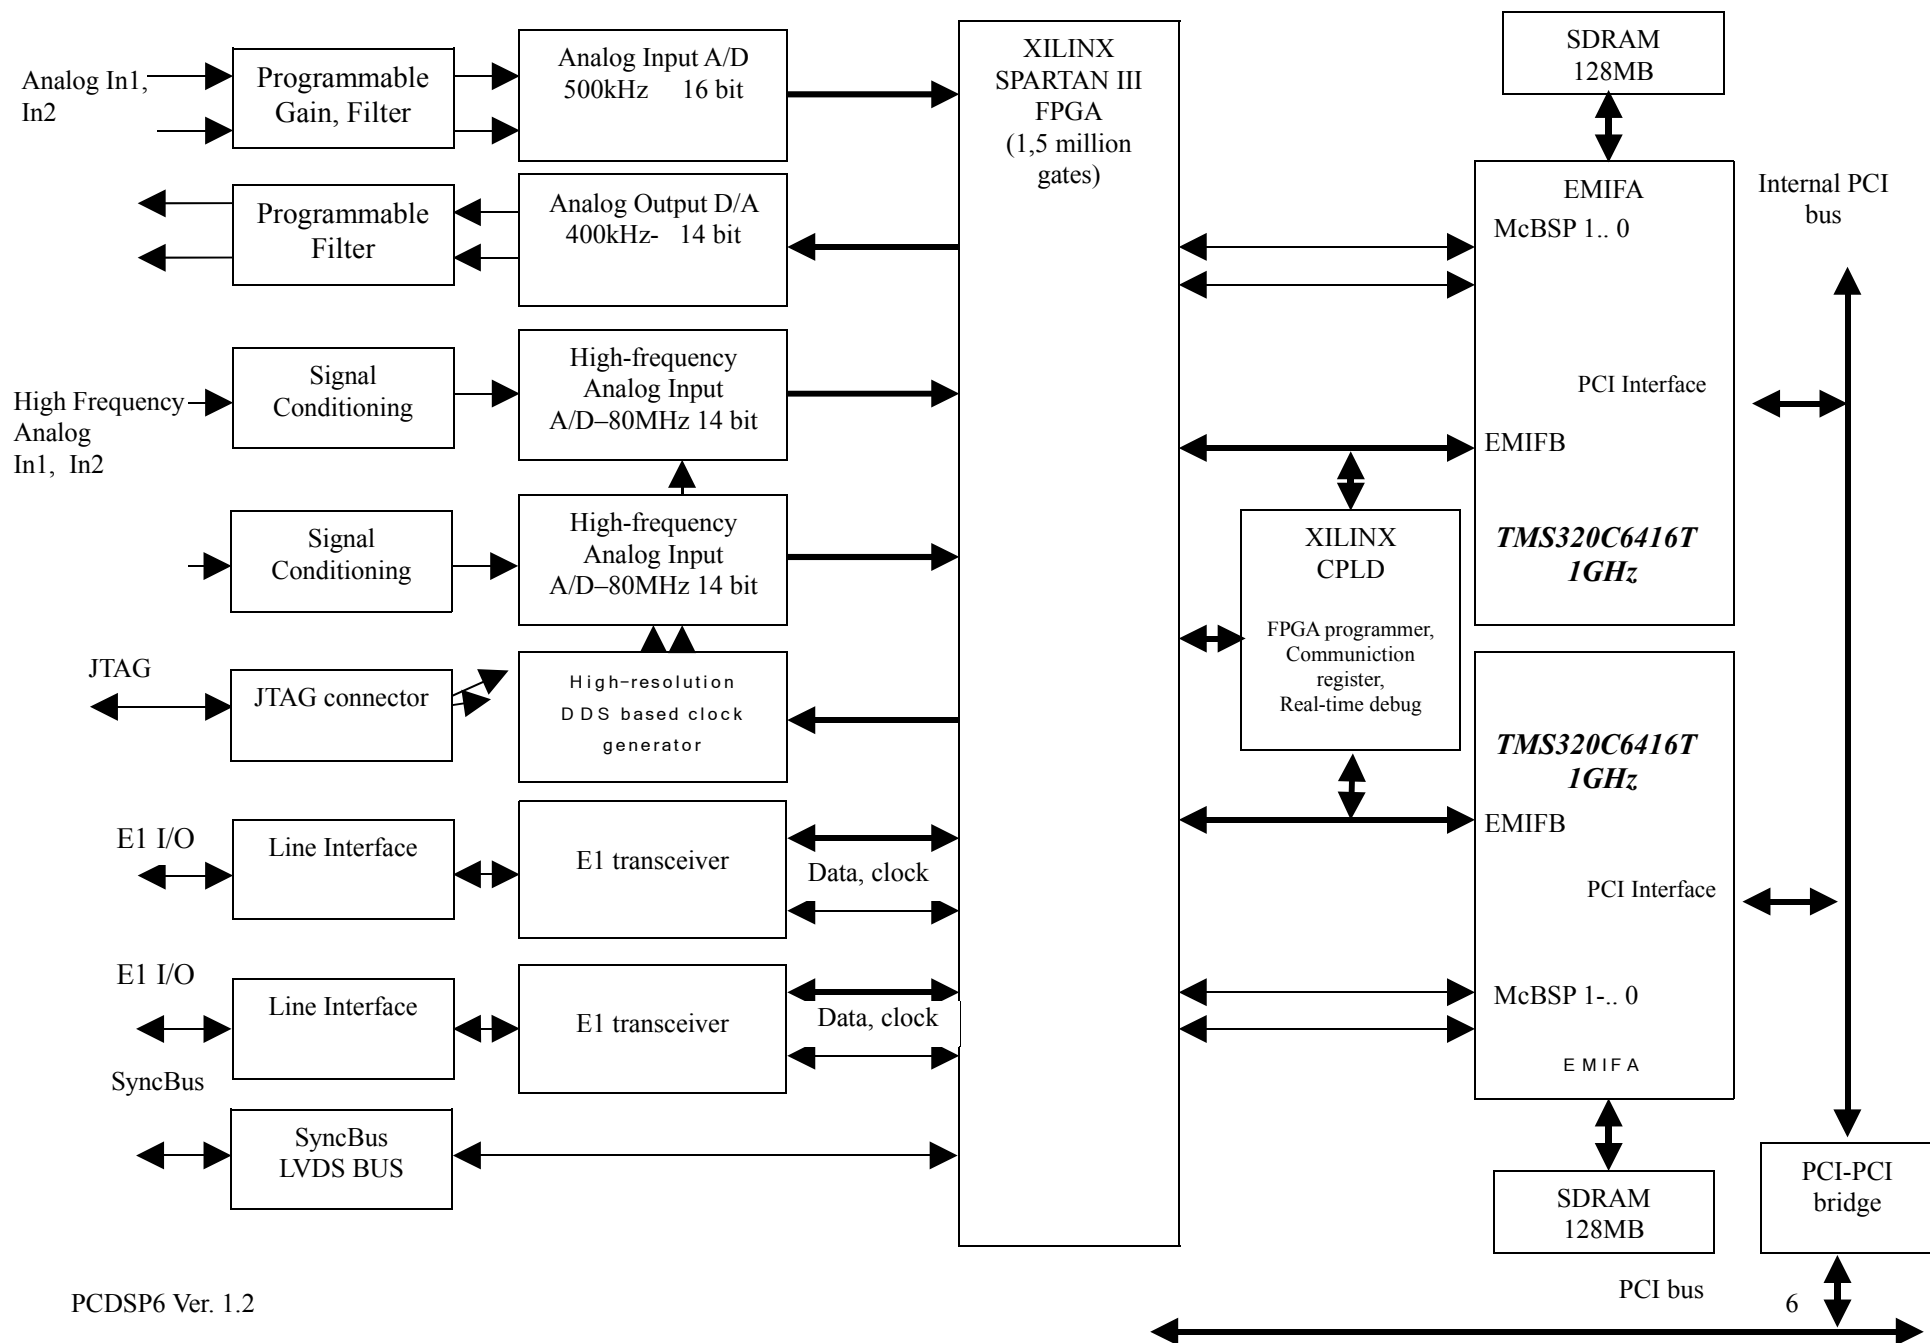 Analog In1,
In2
Programmable
Gain, Filter
Analog Input A/D
500kHz 16 bit
XILINX
SPARTAN III
FPGA
(1,5 million
gates)
SDRAM
128MB
Programmable
Filter
Analog Output D/A
400kHz- 14 bit
EMIFA
McBSP 1.. 0
PCI Interface
EMIFB
TMS320C6416T
1GHz
Internal PCI
bus
High Frequency
Analog
In1, In2
Signal
Conditioning
High-frequency
Analog Input
A/D–80MHz 14 bit
Signal
Conditioning
High-frequency
Analog Input
A/D–80MHz 14 bit
XILINX
CPLD
FPGA programmer,
Communiction
register,
Real-time debug
JTAG
JTAG connector
High-resolution
DDS based clock
generator
TMS320C6416T
1GHz
EMIFB
PCI Interface
McBSP 1-.. 0
EMIFA
E1 I/O
Line Interface
E1 transceiver
Data, clock
E1 I/O
Line Interface
E1 transceiver
Data, clock
SyncBus
SyncBus
LVDS BUS
SDRAM
128MB
PCI-PCI
bridge
PCI bus
PCDSP6 Ver. 1.2
6